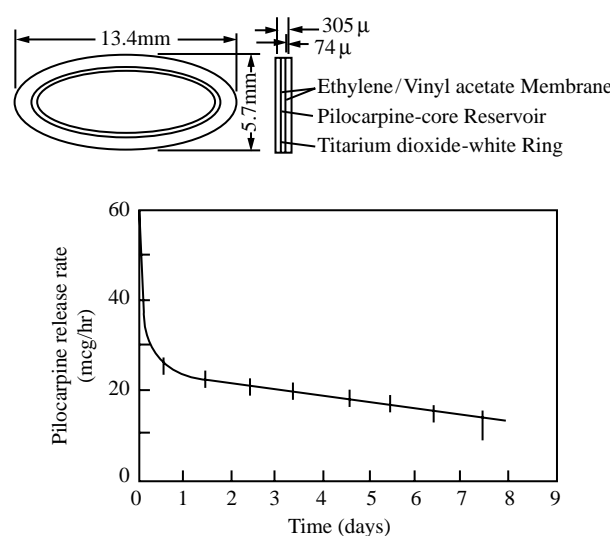 305 μ
13.4mm
74 μ
5.7mm
Ethylene/Vinyl acetate Membrane
Pilocarpine-core Reservoir
Titarium dioxide-white Ring
Pilocarpine release rate
(mcg/hr)
60
40
20
0
0 1 2 3 4 5 6 7 8 9
Time (days)